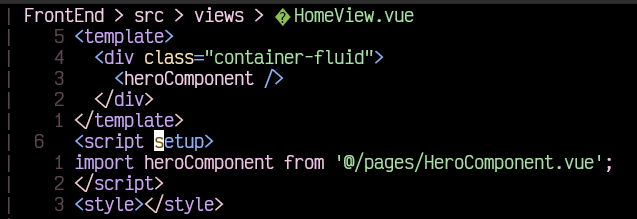 FrontEnd > src > views > HomeView.vue
5 <template>
4 <div class="container-fluid">
3 <heroComponent />
2 </div>
1 </template>
6 <script setup>
1 import heroComponent from '@/pages/HeroComponent.vue';
2 </script>
3 <style></style>